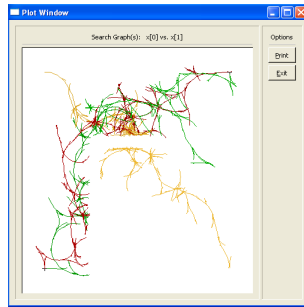 Plot Window
Search Graph(s): x[0] vs. x[1]
Options
Print
Exit